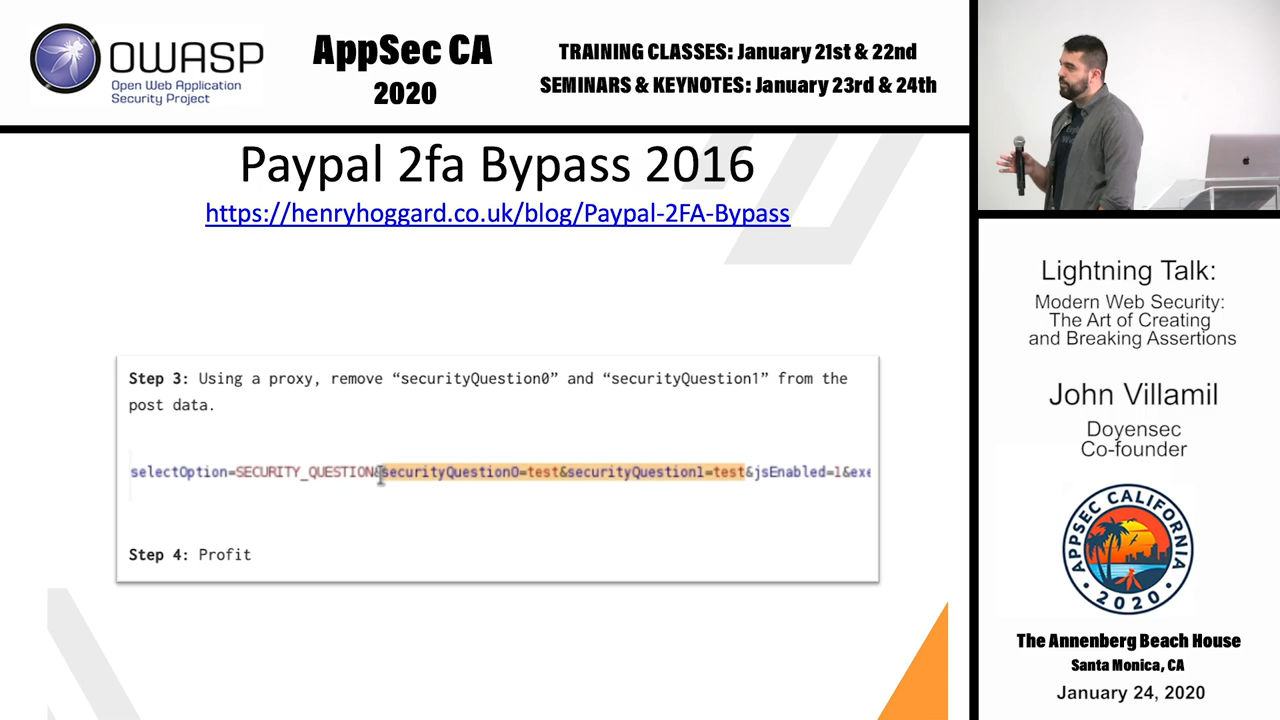 OWASP
Open Web Application
Security Project
AppSec CA
2020
TRAINING CLASSES: January 21st & 22nd
SEMINARS & KEYNOTES: January 23rd & 24th
Paypal 2fa Bypass 2016
https://henryhoggard.co.uk/blog/Paypal-2FA-Bypass
Step 3: Using a proxy, remove “securityQuestion0” and “securityQuestion1” from the
post data.
selectOption=SECURITY_QUESTION&securityQuestion0=test&securityQuestion1=test&jsEnabled=1&exe
Step 4: Profit
Lightning Talk:
Modern Web Security:
The Art of Creating
and Breaking Assertions
John Villamil
Doyensec
Co-founder
APPSEC CALIFORNIA
2020
The Annenberg Beach House
Santa Monica, CA
January 24, 2020